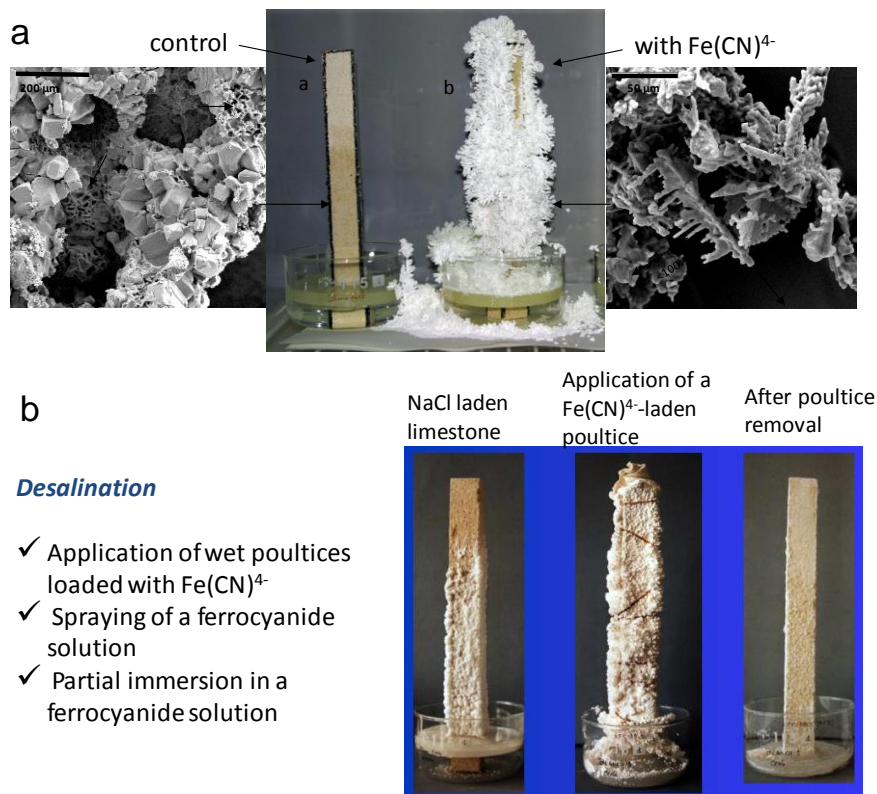 a
control
with Fe(CN)⁴⁻
200 µm
a
b
50 µm
b
NaCl laden
limestone
Application of a
Fe(CN)⁴⁻-laden
poultice
After poultice
removal
Desalination
✓ Application of wet poultices
loaded with Fe(CN)⁴⁻
✓ Spraying of a ferrocyanide
solution
✓ Partial immersion in a
ferrocyanide solution